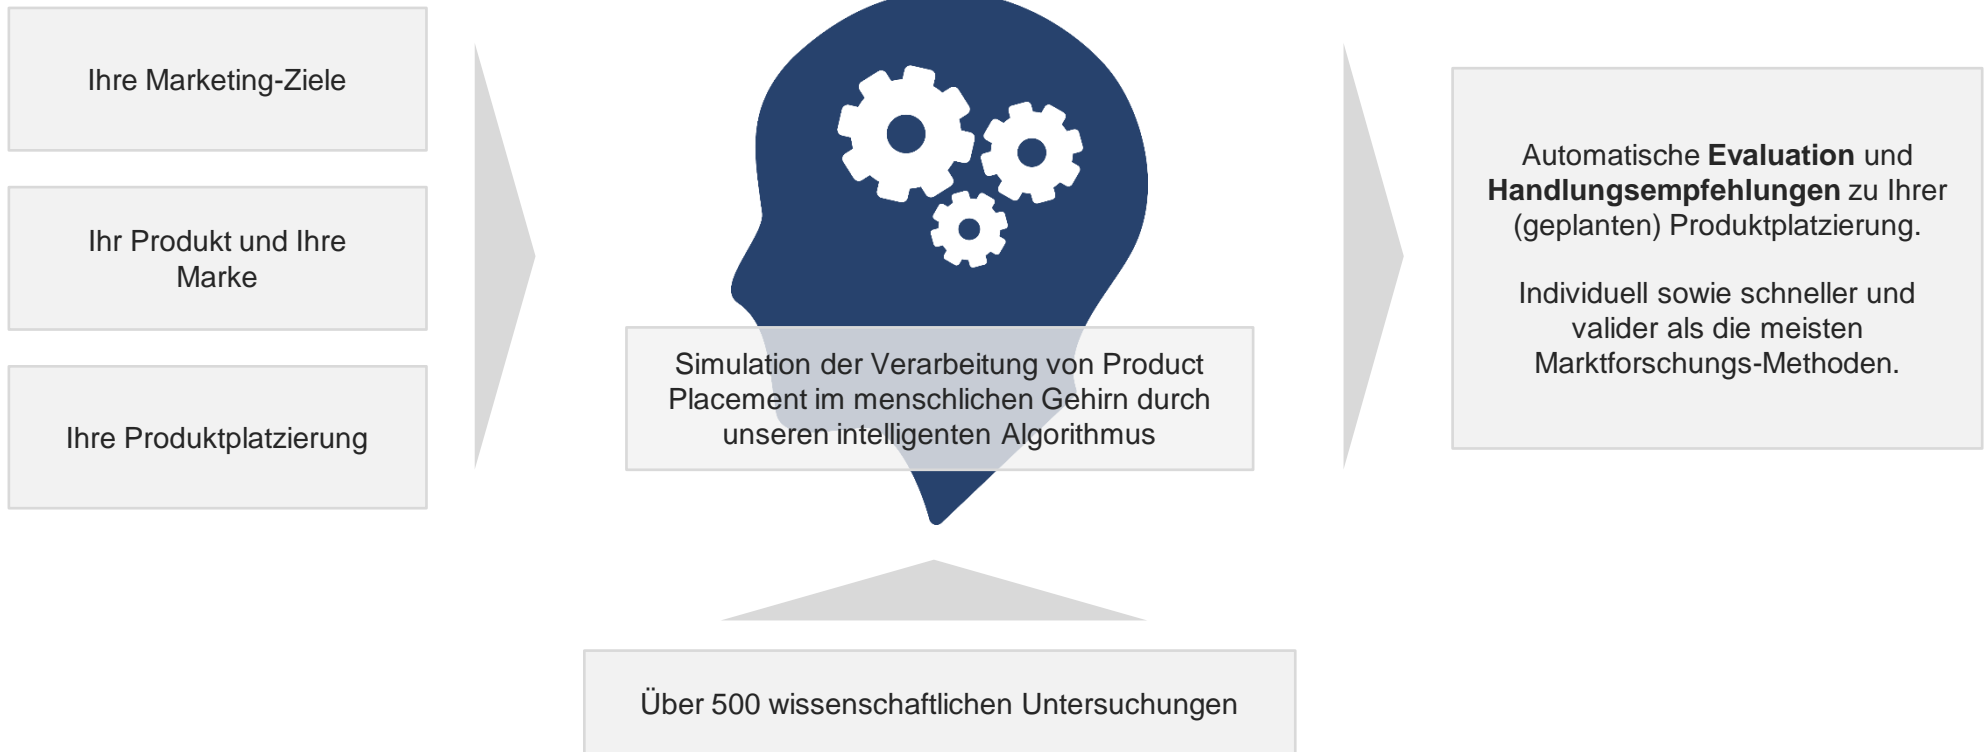 Ihre Marketing-Ziele
Ihr Produkt und Ihre
Marke
Ihre Produktplatzierung
Simulation der Verarbeitung von Product
Placement im menschlichen Gehirn durch
unseren intelligenten Algorithmus
Über 500 wissenschaftlichen Untersuchungen
Automatische Evaluation und
Handlungsempfehlungen zu Ihrer
(geplanten) Produktplatzierung.
Individuell sowie schneller und
valider als die meisten
Marktforschungs-Methoden.